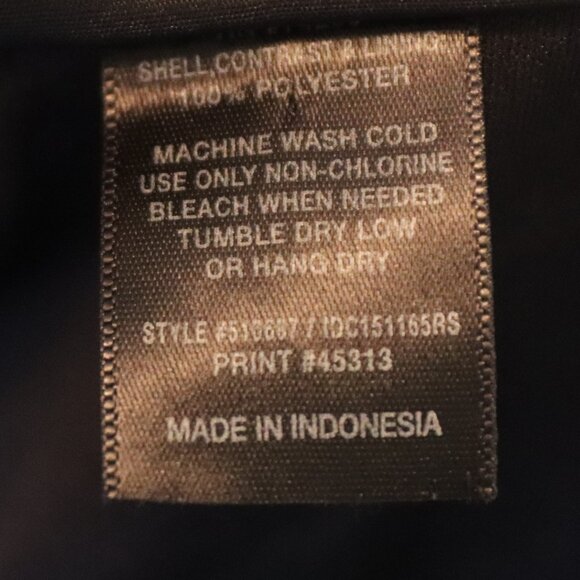 SHELL, CONTRAST & LINING:
100% POLYESTER
MACHINE WASH COLD
USE ONLY NON-CHLORINE
BLEACH WHEN NEEDED
TUMBLE DRY LOW
OR HANG DRY
STYLE / IDC151165RS
PRINT #45313
MADE IN INDONESIA